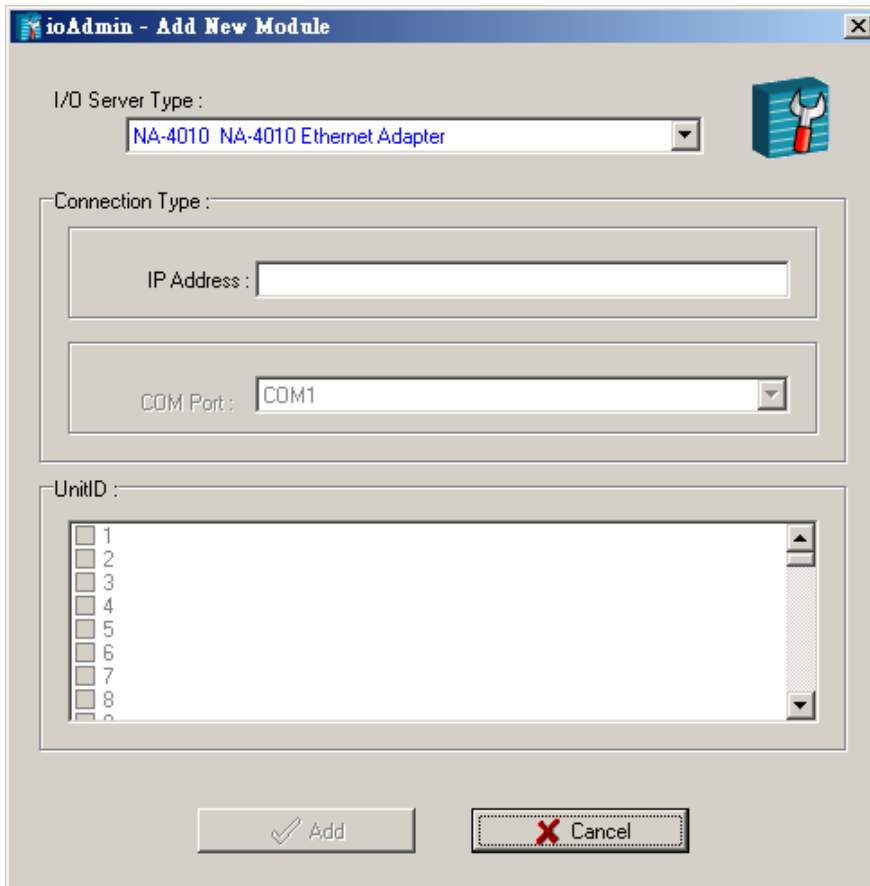 ioAdmin - Add New Module
I/O Server Type :
NA-4010 NA-4010 Ethernet Adapter
Connection Type :
IP Address :
COM Port : COM1
UnitID :
1
2
3
4
5
6
7
8
Add Cancel